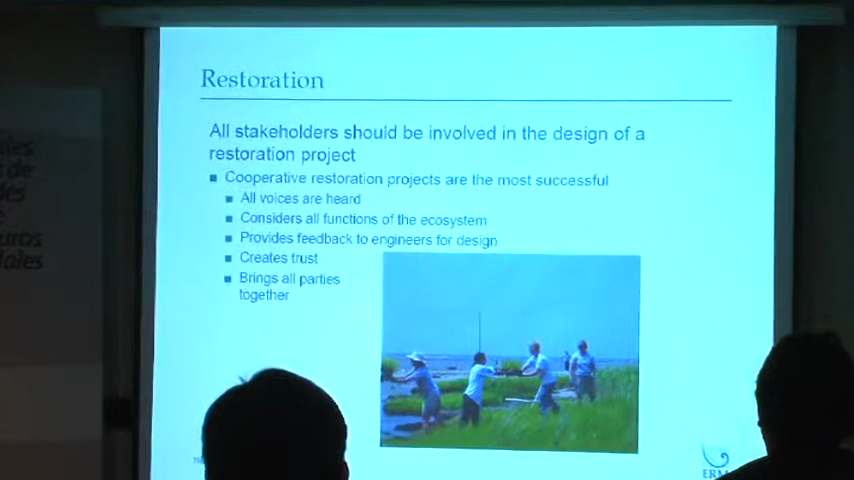 Restoration
All stakeholders should be involved in the design of a
restoration project
Cooperative restoration projects are the most successful
All voices are heard
Considers all functions of the ecosystem
Provides feedback to engineers for design
Creates trust
Brings all parties
together
ERM
de